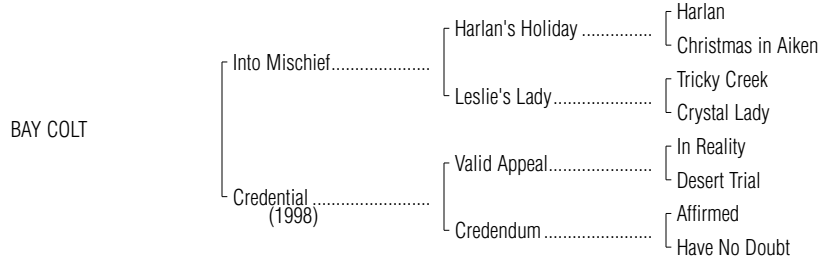 Harlan
Harlan's Holiday ..............
Christmas in Aiken
Into Mischief.....................
Tricky Creek
Leslie's Lady....................
Crystal Lady
BAY COLT
In Reality
Valid Appeal.....................
Desert Trial
Credential .........................
(1998)
Affirmed
Credendum ......................
Have No Doubt